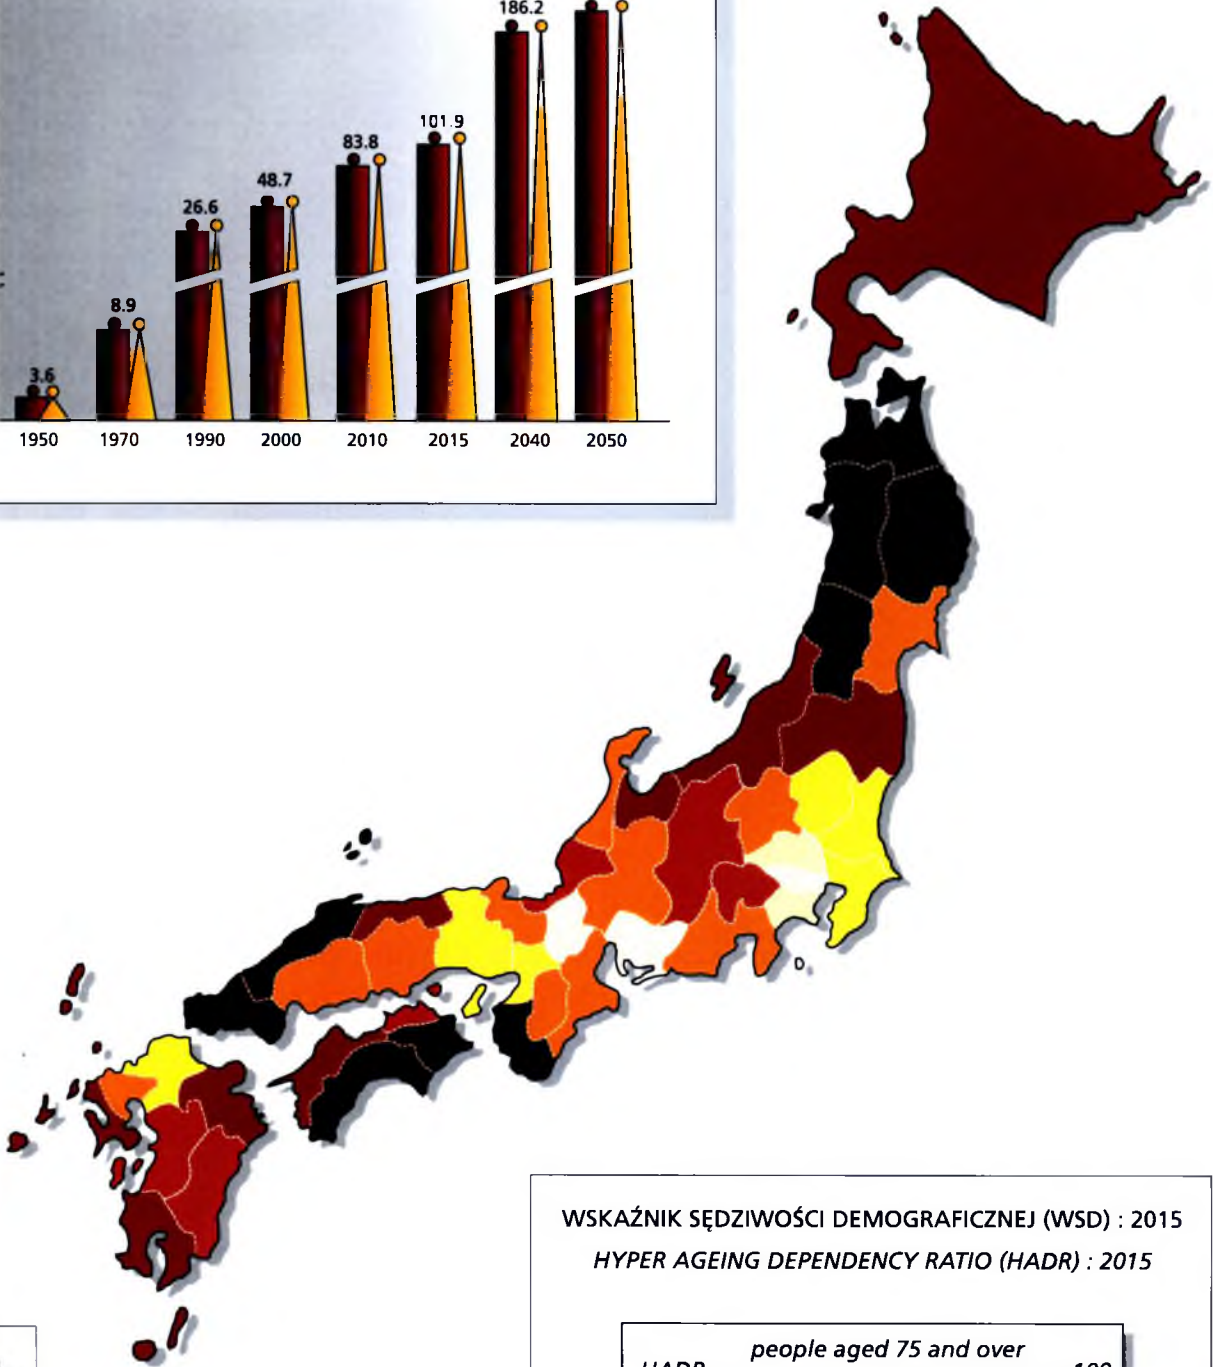 186.2
101.9
83.8
48.7
26.6
8.9
3.6
1950 1970 1990 2000 2010 2015 2040 2050
WSKAŹNIK SĘDZIWOŚCI DEMOGRAFICZNEJ (WSD) : 2015
HYPER AGEING DEPENDENCY RATIO (HADR) : 2015
people aged 75 and over
HADR 100